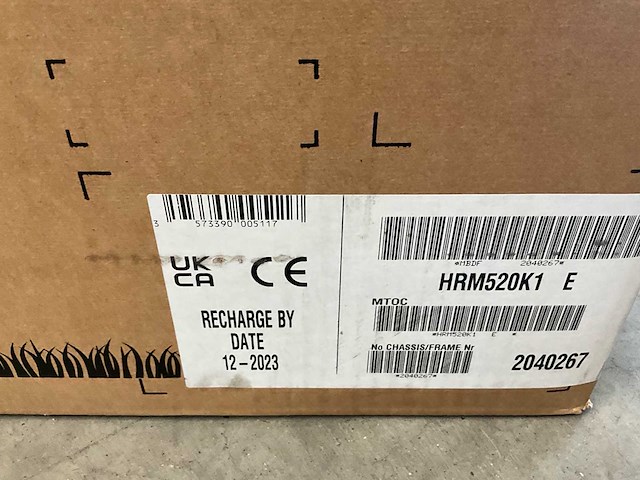 3 573390 005117
UK
CA CE
RECHARGE BY
DATE
12-2023
*MBDF 2040267*
HRM520K1 E
MTOC
*HRM520K1 E *
No CHASSIS/FRAME Nr
2040267
*2040267*